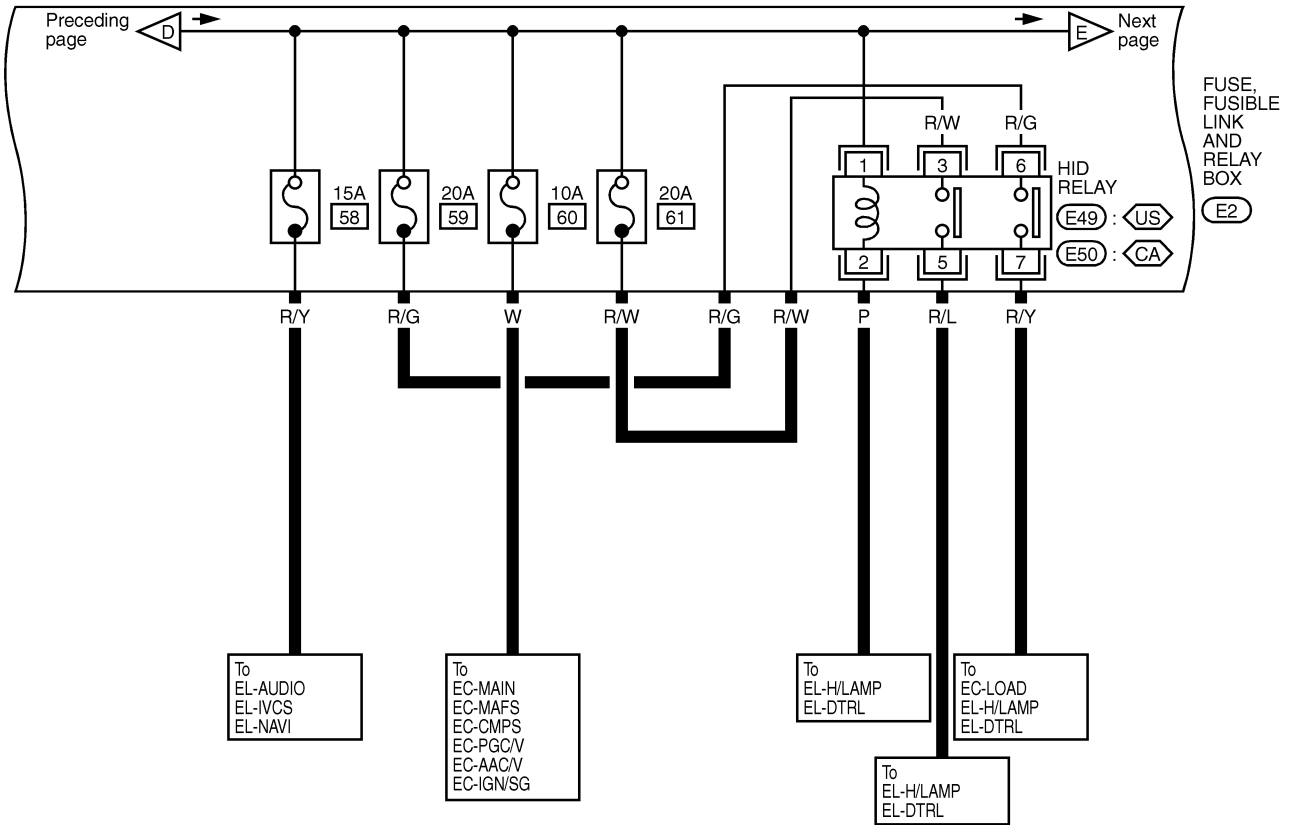 Preceding
page
D
E
Next
page
FUSE,
FUSIBLE
LINK
AND
RELAY
BOX
E2
R/W
R/G
1
3
6
HID
RELAY
E49 : US
E50 : CA
2
5
7
15A
58
20A
59
10A
60
20A
61
R/Y
R/G
W
R/W
R/G
R/W
P
R/L
R/Y
To
EL-AUDIO
EL-IVCS
EL-NAVI
To
EC-MAIN
EC-MAFS
EC-CMPS
EC-PGC/V
EC-AAC/V
EC-IGN/SG
To
EL-H/LAMP
EL-DTRL
To
EC-LOAD
EL-H/LAMP
EL-DTRL
To
EL-H/LAMP
EL-DTRL